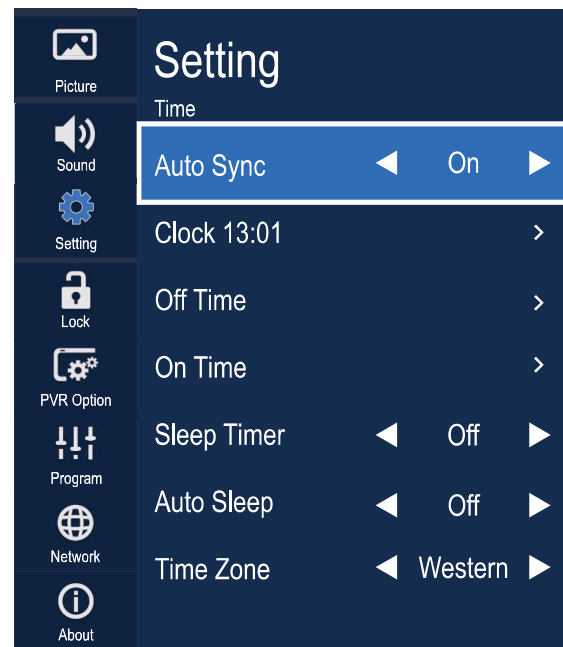 Picture
Sound
Setting
Lock
PVR Option
Program
Network
About
Setting
Time
Auto Sync On
Clock 13:01
Off Time
On Time
Sleep Timer Off
Auto Sleep Off
Time Zone Western